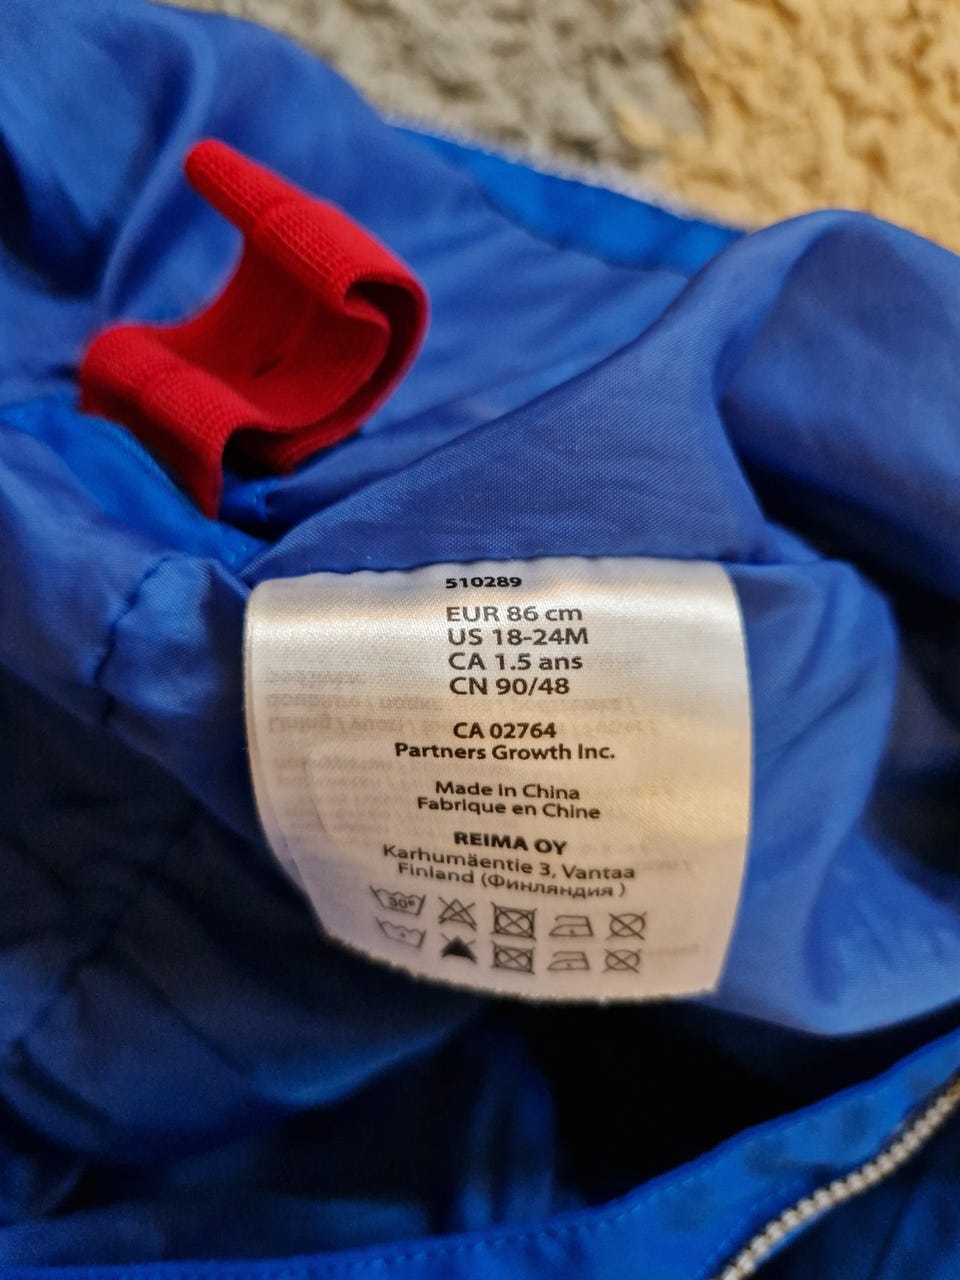 510289
EUR 86 cm
US 18-24M
CA 1.5 ans
CN 90/48
CA 02764
Partners Growth Inc.
Made in China
Fabrique en Chine
REIMA OY
Karhumäentie 3, Vantaa
Finland (Финляндия )
30°